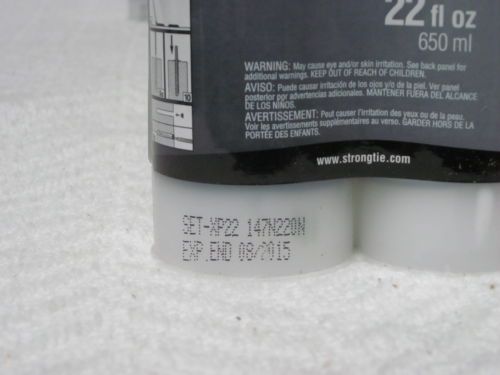 22 fl oz
650 ml
WARNING: May cause eye and/or skin irritation. See back panel for
additional warnings. KEEP OUT OF REACH OF CHILDREN.
AVISO: Puede causar irritación de los ojos y/o de la piel. Ver panel
posterior por advertencias adicionales. MANTENER FUERA DEL ALCANCE
DE LOS NIÑOS.
AVERTISSEMENT: Peut causer l'irritation des yeux ou de la peau.
Voir les avertissements supplémentaires au verso. GARDER HORS DE LA
PORTÉE DES ENFANTS.
www.strongtie.com
SET-XP22 147N220N
EXP.END 08/2015